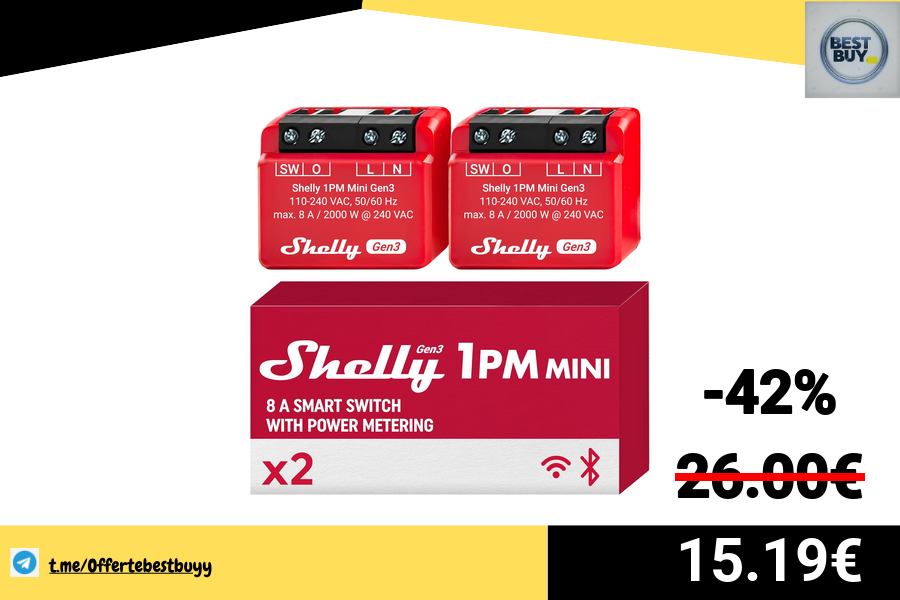 BEST
BUY
SW O L N
Shelly 1PM Mini Gen3
110-240 VAC, 50/60 Hz
max. 8 A / 2000 W @ 240 VAC
Shelly Gen3
SW O L N
Shelly 1PM Mini Gen3
110-240 VAC, 50/60 Hz
max. 8 A / 2000 W @ 240 VAC
Shelly Gen3
Shelly Gen3 1PM MINI
8 A SMART SWITCH
WITH POWER METERING
x2
-42%
26.00€
15.19€
t.me/Offertebestbuyy